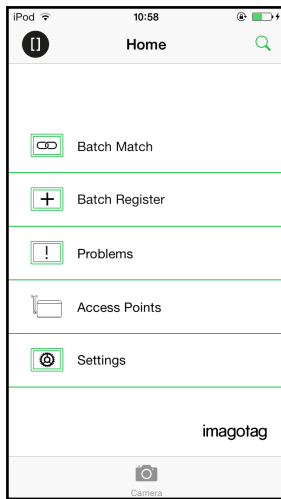 iPod 10:58
Home
Batch Match
Batch Register
Problems
Access Points
Settings
imagotag
Camera